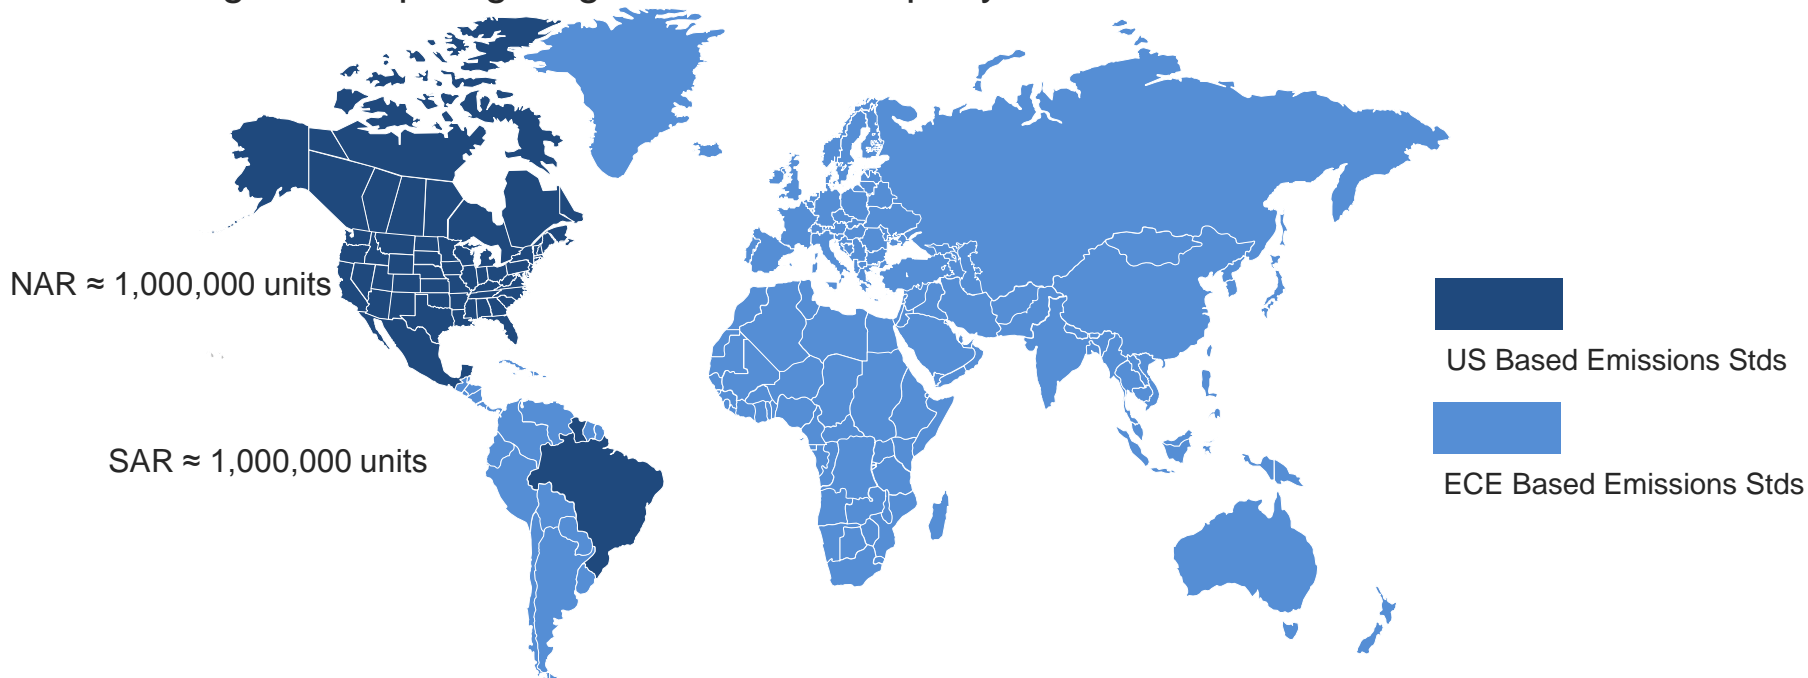 NAR ≈ 1,000,000 units
US Based Emissions Stds
SAR ≈ 1,000,000 units
ECE Based Emissions Stds